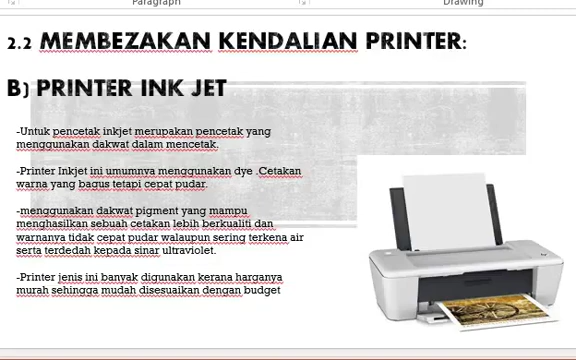 Paragraph
Drawing
2.2 MEMBEZAKAN KENDALIAN PRINTER:
B) PRINTER INK JET
-Untuk pencetak inkjet merupakan pencetak yang
menggunakan dakwat dalam mencetak.
-Printer Inkjet ini umumnya menggunakan dye .Cetakan
warna yang bagus tetapi cepat pudar.
-menggunakan dakwat pigment yang mampu
menghasilkan sebuah cetakan lebih berkualiti dan
warnanya tidak cepat pudar walaupun sering terkena air
serta terdedah kepada sinar ultraviolet.
-Printer jenis ini banyak digunakan kerana harganya
murah sehingga mudah disesuaikan dengan budget